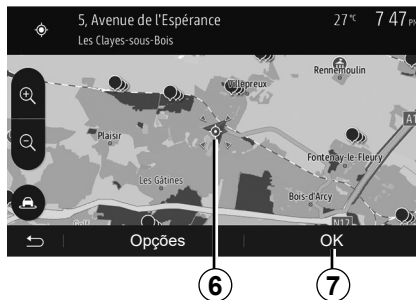 5, Avenue de l'Espérance
27 °C
7 47 PM
Les Clayes-sous-Bois
Rennemoulin
Villepreux
A1
Plaisir
Fontenay-le-Fleury
Les Gâtines
Bois-d'Arcy
N12
Opções
OK
6
7